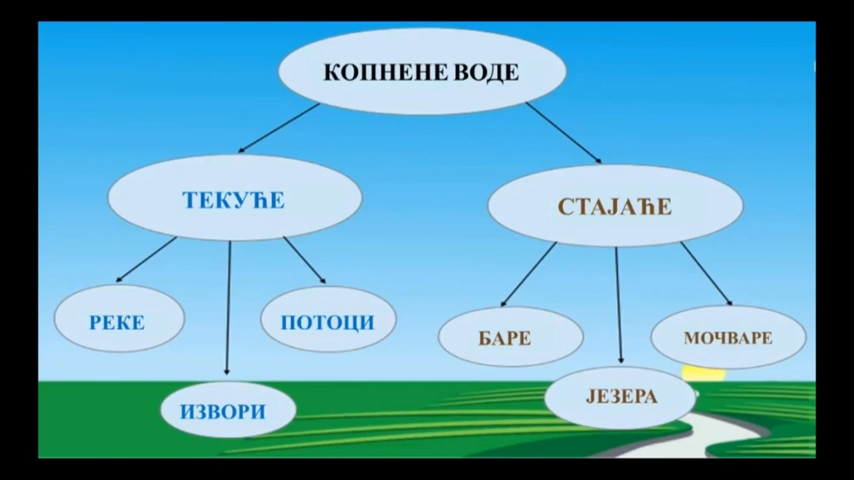 КОПНЕНЕ ВОДЕ
ТЕКУЋЕ
СТАЈАЋЕ
РЕКЕ
ПОТОЦИ
ИЗВОРИ
БАРЕ
МОЧВАРЕ
ЈЕЗЕРА